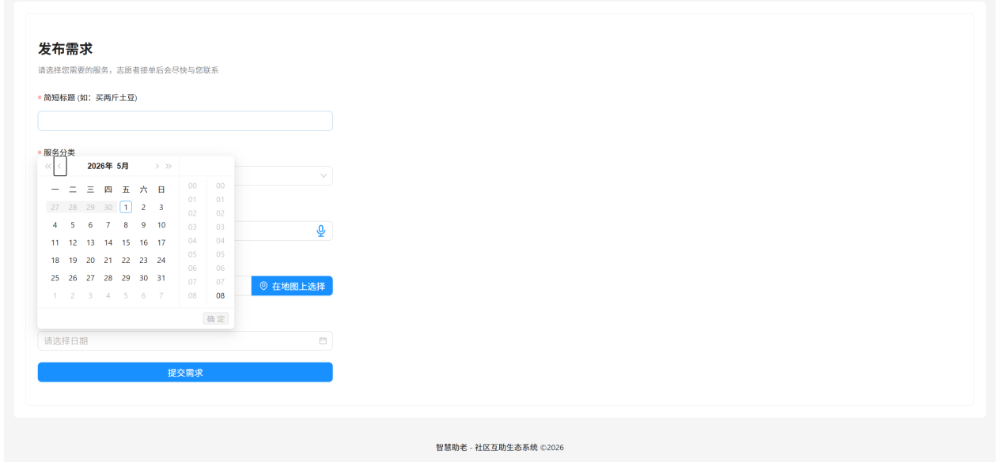 发布需求
请选择您需要的服务，志愿者接单后会尽快与您联系
* 简短标题 (如：买两斤土豆)
* 服务分类
« < 2026年 5月 > »
一 二 三 四 五 六 日
27 28 29 30 1 2 3
4 5 6 7 8 9 10
11 12 13 14 15 16 17
18 19 20 21 22 23 24
25 26 27 28 29 30 31
1 2 3 4 5 6 7
00 00
01 01
02 02
03 03
04 04
05 05
06 06
07 07
08 08
确 定
在地图上选择
请选择日期
提交需求
智慧助老 - 社区互助生态系统 ©2026